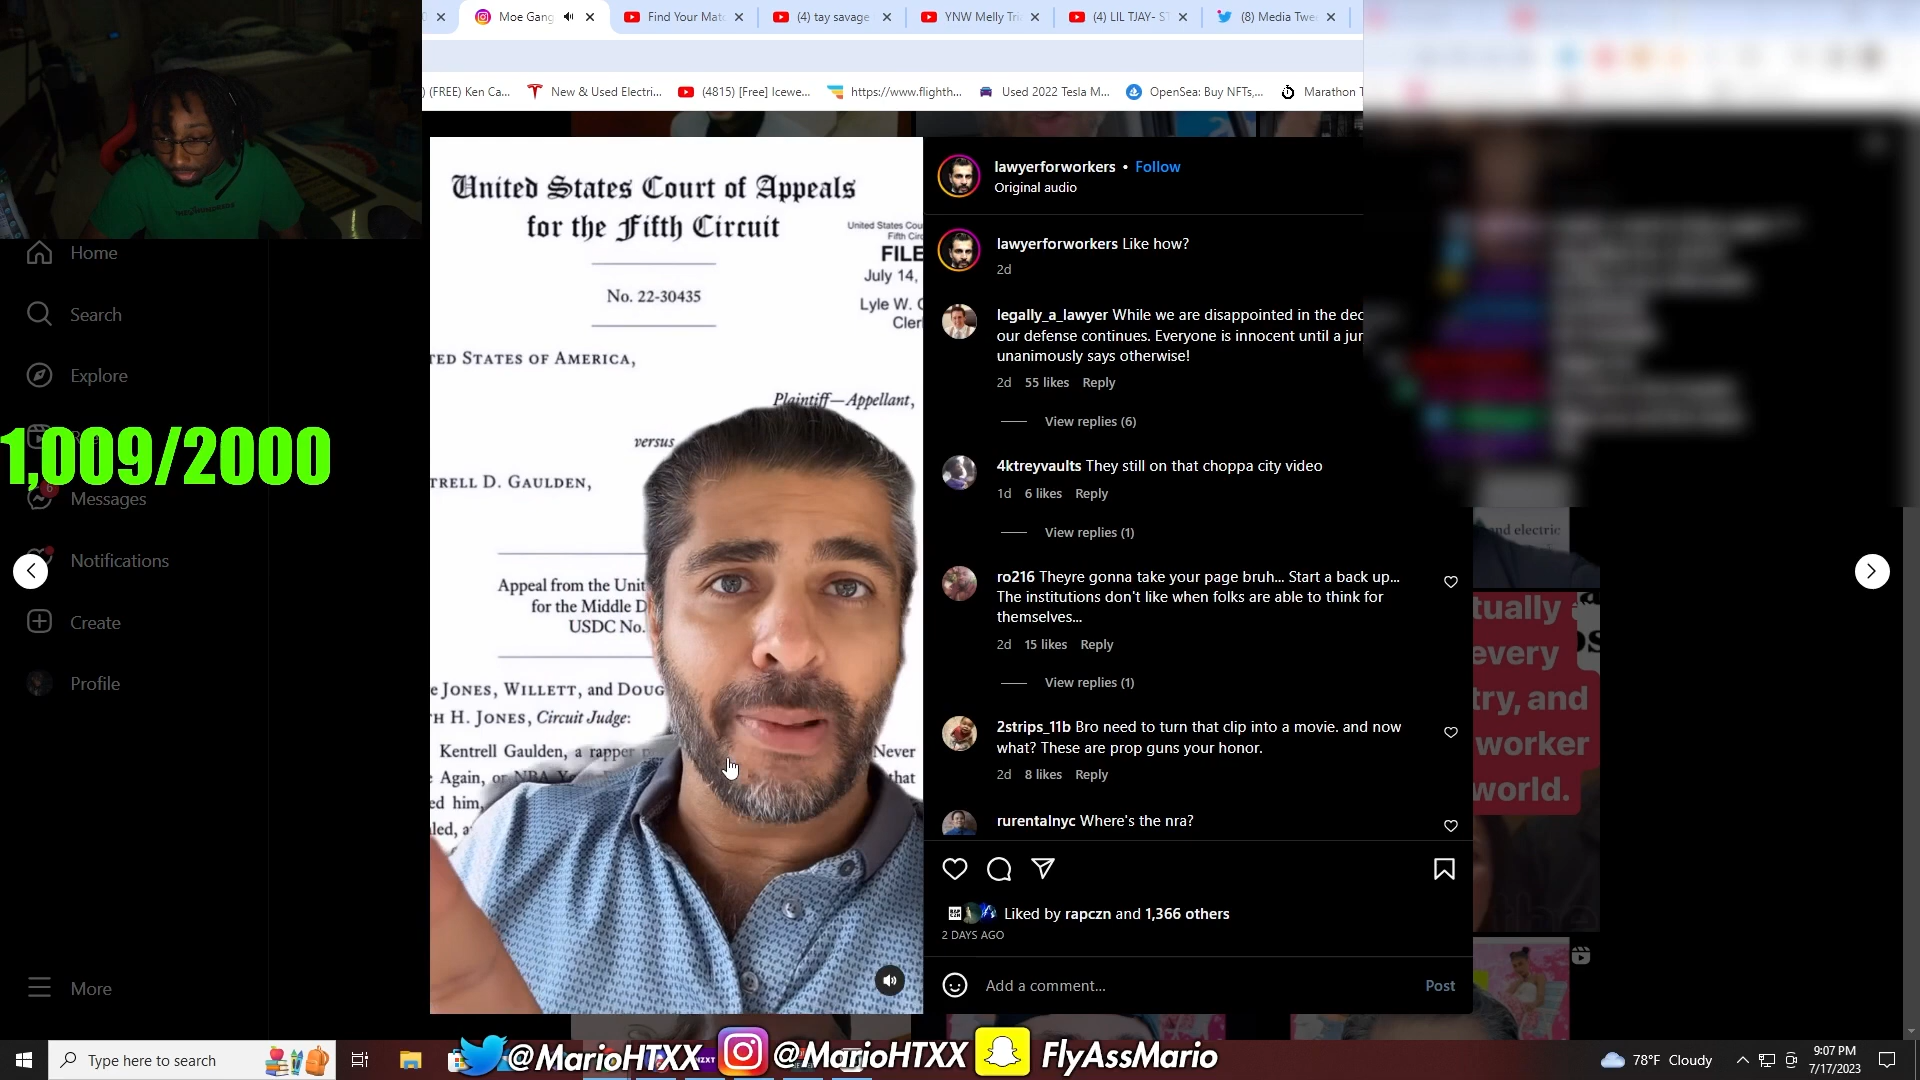 Moe Gang
Find Your Mat
(4) tay savage
YNW Melly Tri
(4) LIL TJAY- ST
(8) Media Twe
(FREE) Ken Ca...
New & Used Electri...
(4815) [Free] Icewe...
https://www.flighth...
Used 2022 Tesla M...
OpenSea: Buy NFTs,...
Marathon T
Home
Search
Explore
1,009/2000
Messages
6
Notifications
Create
Profile
More
United States Court of Appeals
for the Fifth Circuit
United States Cou
Fifth Circ
FILE
July 14,
Lyle W. C
Cler
No. 22-30435
TED STATES OF AMERICA,
Plaintiff—Appellant,
versus
TRELL D. GAULDEN,
Appeal from the Unit
for the Middle D
USDC No.
e JONES, WILLETT, and DOUG
TH H. JONES, Circuit Judge:
Kentrell Gaulden, a rapper
Never
Again, or NBA
that
ed him,
led, a
lawyerforworkers • Follow
Original audio
lawyerforworkers Like how?
2d
legally_a_lawyer While we are disappointed in the dec
our defense continues. Everyone is innocent until a jur
unanimously says otherwise!
2d 55 likes Reply
View replies (6)
4ktreyvaults They still on that choppa city video
1d 6 likes Reply
View replies (1)
ro216 Theyre gonna take your page bruh... Start a back up...
The institutions don't like when folks are able to think for
themselves...
2d 15 likes Reply
View replies (1)
2strips_11b Bro need to turn that clip into a movie. and now
what? These are prop guns your honor.
2d 8 likes Reply
rurentalnyc Where's the nra?
Liked by rapczn and 1,366 others
2 DAYS AGO
Add a comment...
Post
and electric
tually
every
try, and
worker
world.
Type here to search
@MarioHTXX
@MarioHTXX
FlyAssMario
78°F Cloudy
9:07 PM
7/17/2023